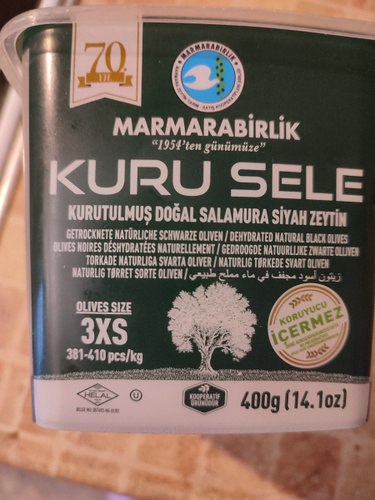 70.
YIL
MARMARABİRLİK
MARMARABİRLİK
"1954'ten günümüze"
KURU SELE
KURUTULMUŞ DOĞAL SALAMURA SİYAH ZEYTİN
GETROCKNETE NATÜRLICHE SCHWARZE OLIVEN / DEHYDRATED NATURAL BLACK OLIVES
OLIVES NOIRES DÉSHYDRATÉES NATURELLEMENT / GEDROOGDE NATUURLIJKE ZWARTE OLIJVEN
TORKADE NATURLIGA SVARTA OLIVER / NATURLIG TØRKEDE SVART OLIVEN
NATURLIG TØRRET SORTE OLIVEN / زيتون أسود مجفف في ماء مملح طبيعي
OLIVES SIZE
3XS
381-410 pcs/kg
KORUYUCU
İÇERMEZ
HELAL
U
KOOPERATİF
ÜRÜNÜDÜR
400g (14.1oz)